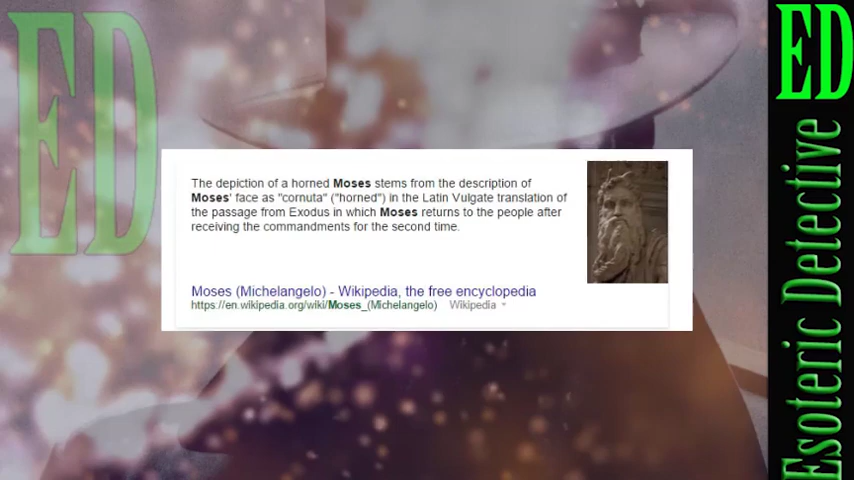 ED
The depiction of a horned Moses stems from the description of
Moses' face as "cornuta" ("horned") in the Latin Vulgate translation of
the passage from Exodus in which Moses returns to the people after
receiving the commandments for the second time.
Moses (Michelangelo) - Wikipedia, the free encyclopedia
https://en.wikipedia.org/wiki/Moses_(Michelangelo) Wikipedia
ED
Esoteric Detective